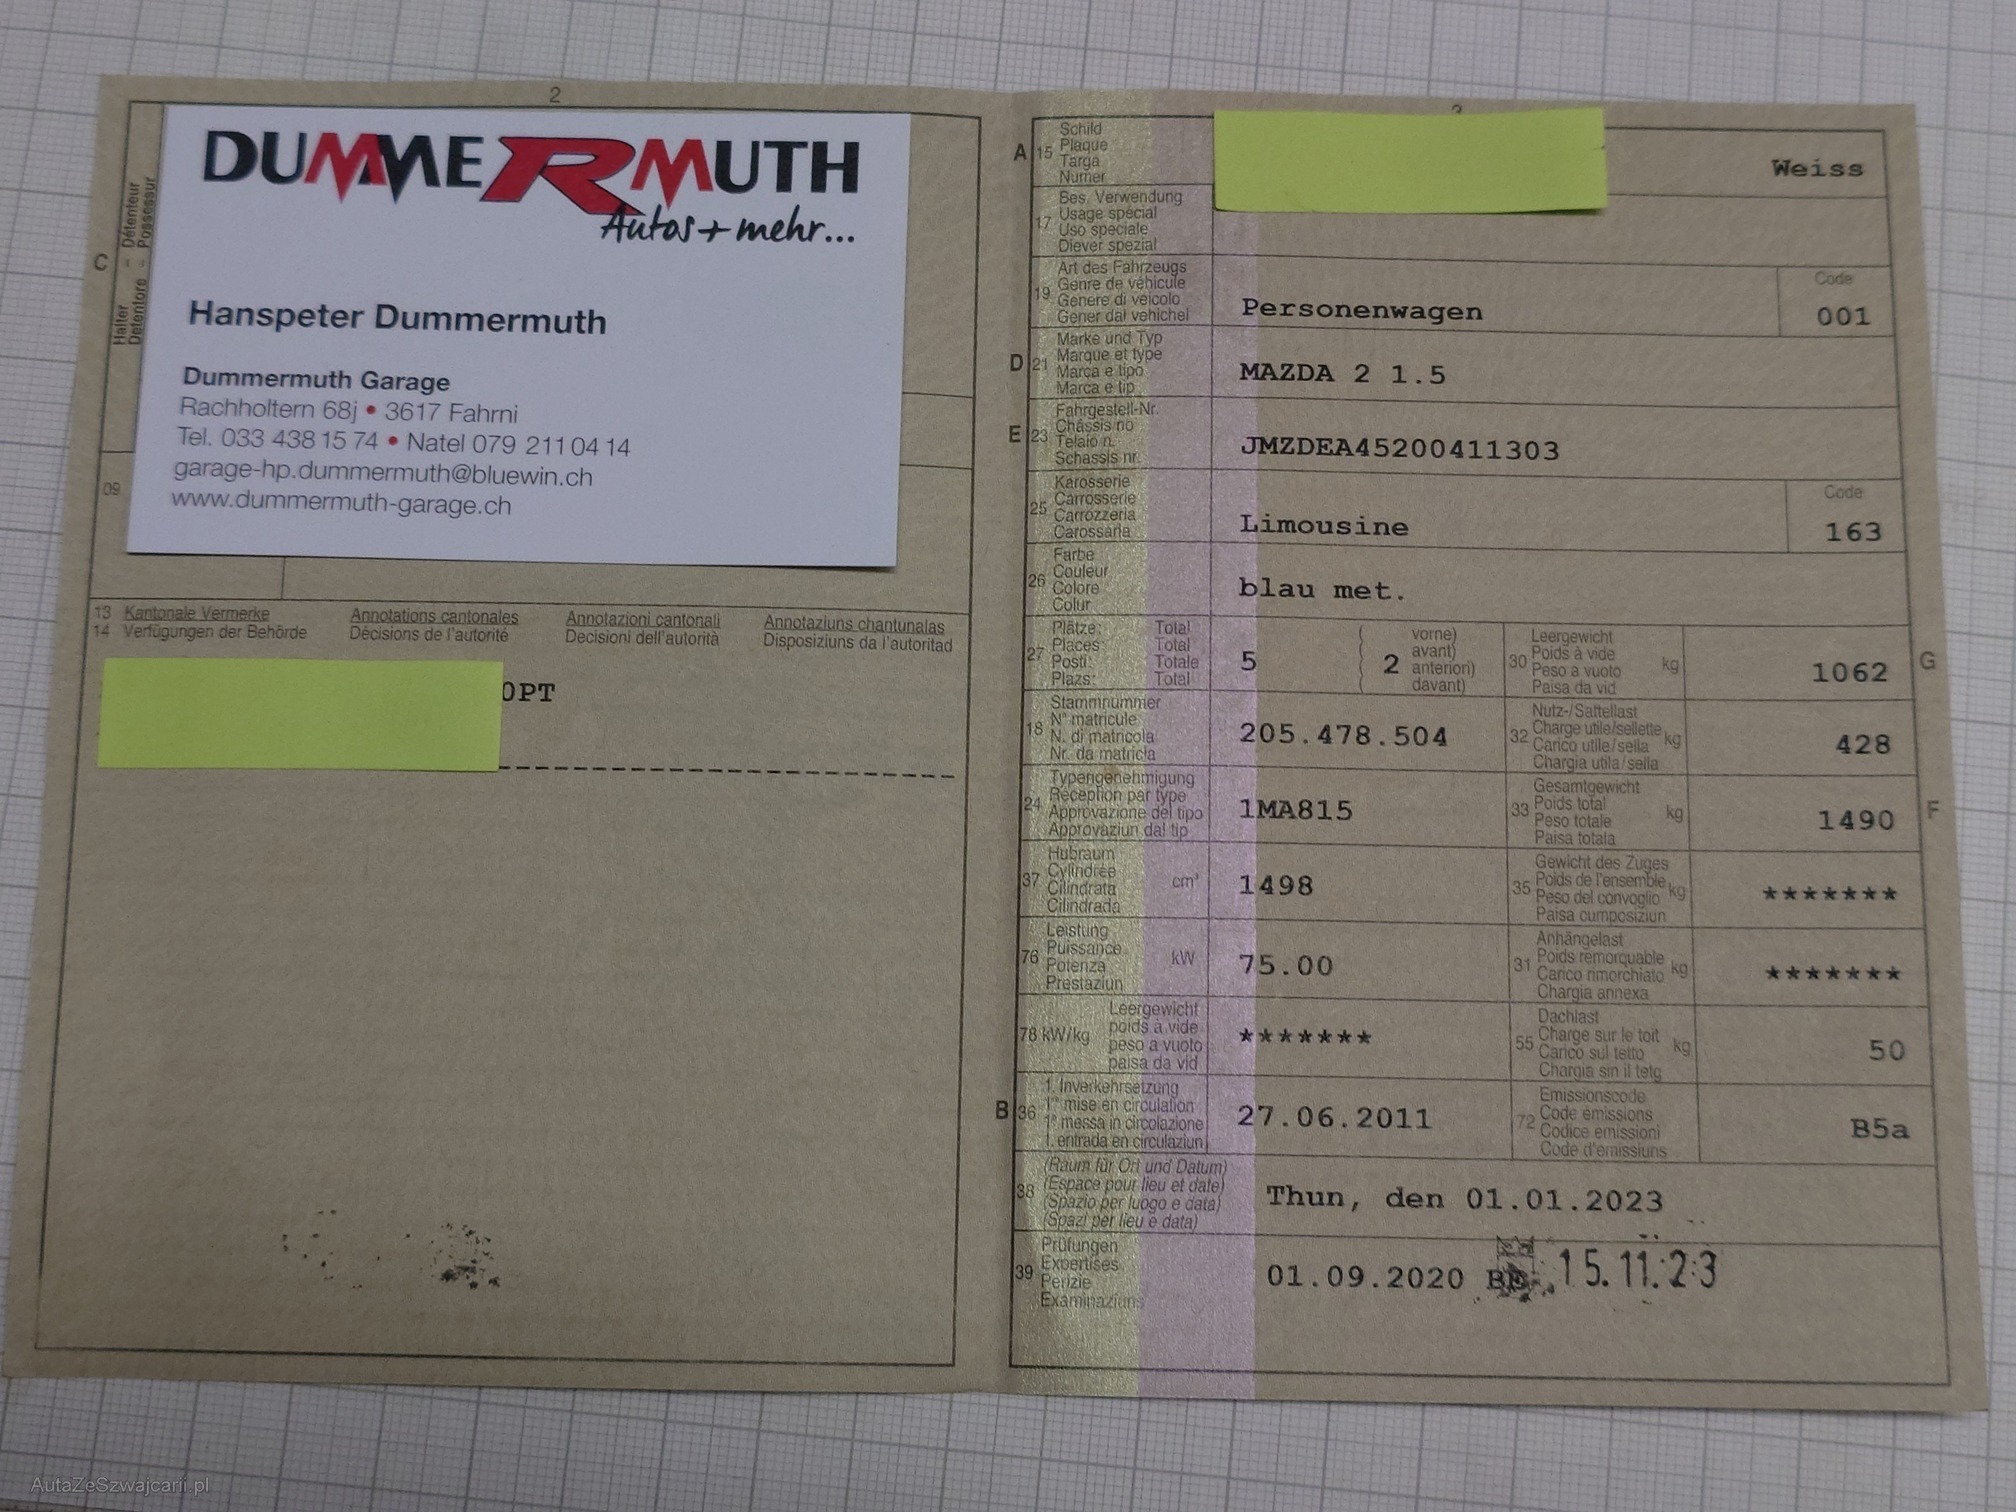 2
DUMMERMUTH
Autos + mehr...
Hanspeter Dummermuth
Dummermuth Garage
Rachholtern 68j • 3617 Fahrni
Tel. 033 438 15 74 • Natel 079 211 04 14
garage-hp.dummermuth@bluewin.ch
www.dummermuth-garage.ch
C
Halter - Détenteur
Detentore - Possessur
09
13 Kantonale Vermerke Annotations cantonales Annotazioni cantonali Annotaziuns chantunalas
14 Verfügungen der Behörde Décisions de l'autorité Decisioni dell'autorità Disposiziuns da l'autoritad
OPT
A 15 Schild
Plaque
Targa
Numer
Weiss
17 Bes. Verwendung
Usage spécial
Uso speciale
Diever spezial
19 Art des Fahrzeugs
Genre de véhicule
Genere di veicolo
Gener dal vehichel
Personenwagen
Code
001
D 21 Marke und Typ
Marque et type
Marca e tipo
Marca e tip
MAZDA 2 1.5
E 23 Fahrgestell-Nr.
Châssis no
Telaio n.
Schassis nr.
JMZDEA45200411303
25 Karosserie
Carrosserie
Carrozzeria
Carossaria
Limousine
Code
163
26 Farbe
Couleur
Colore
Colur
blau met.
27 Plätze: Total
Places: Total
Posti: Totale
Plazs: Total
5
2
vorne)
avant)
anteriori)
davant)
30 Leergewicht
Poids à vide
Peso a vuoto
Paisa da vid
kg
1062
G
18 Stammnummer
N° matricule
N. di matricola
Nr. da matricla
205.478.504
32 Nutz-/Sattellast
Charge utile/sellette
Carico utile/sella
Chargia utila/sella
kg
428
24 Typengenehmigung
Réception par type
Approvazione del tipo
Approvaziun dal tip
1MA815
33 Gesamtgewicht
Poids total
Peso totale
Paisa totala
kg
1490
F
37 Hubraum
Cylindrée
Cilindrata
Cilindrada
cm³
1498
35 Gewicht des Zuges
Poids de l'ensemble
Peso del convoglio
Paisa cumposiziun
kg
*******
76 Leistung
Puissance
Potenza
Prestaziun
kW
75.00
31 Anhängelast
Poids remorquable
Carico rimorchiato
Chargia annexa
kg
*******
78 kW/kg
Leergewicht
poids à vide
peso a vuoto
paisa da vid
*******
55 Dachlast
Charge sur le toit
Carico sul tetto
Chargia sin il tetg
kg
50
B 36 1. Inverkehrsetzung
1re mise en circulation
1a messa in circolazione
1. entrada en circulaziun
27.06.2011
72 Emissionscode
Code émissions
Codice emissioni
Code d'emissiuns
B5a
38 (Raum für Ort und Datum)
(Espace pour lieu et date)
(Spazio per luogo e data)
(Spazi per lieu e data)
Thun, den 01.01.2023
39 Prüfungen
Expertises
Perizie
Examinaziuns
01.09.2020 BE 15.11.23
AutaZeSzwajcarii.pl